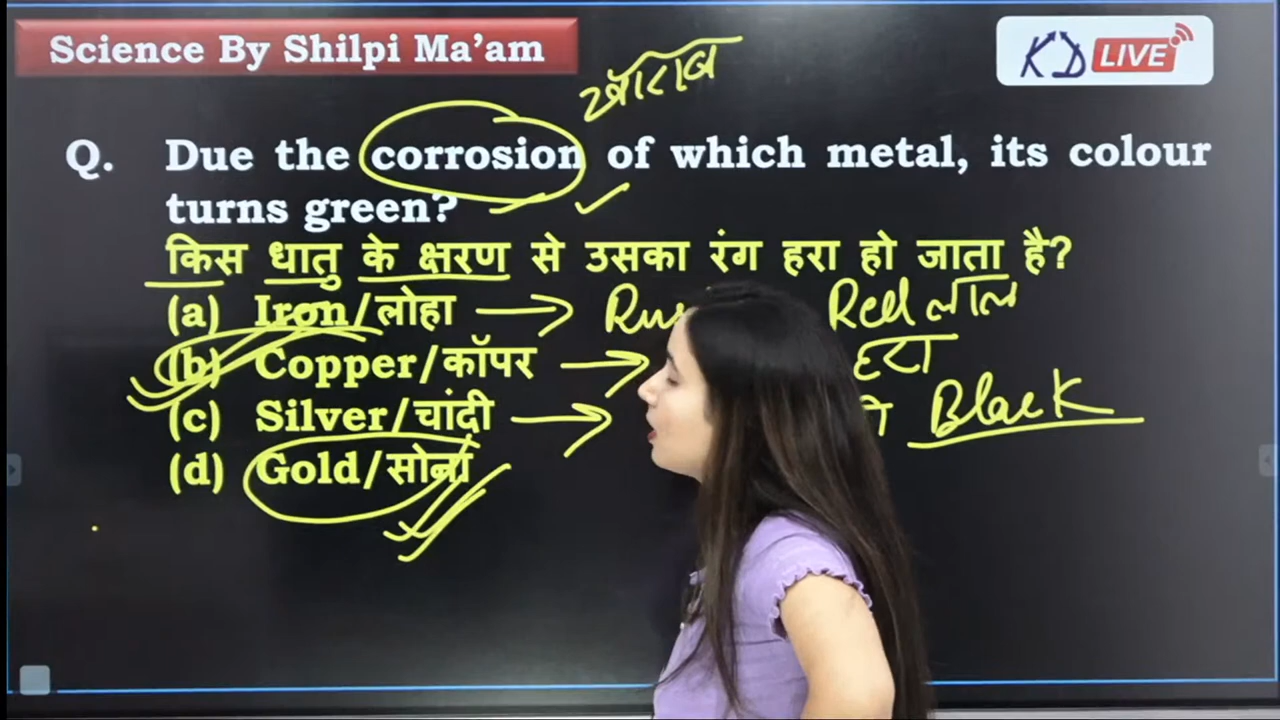 Science By Shilpi Ma'am
KD LIVE
खराब
Q. Due the corrosion of which metal, its colour
turns green?
किस धातु के क्षरण से उसका रंग हरा हो जाता है?
(a) Iron/लोहा → Red लाल
(b) Copper/कॉपर → हरा
(c) Silver/चांदी → Black
(d) Gold/सोना